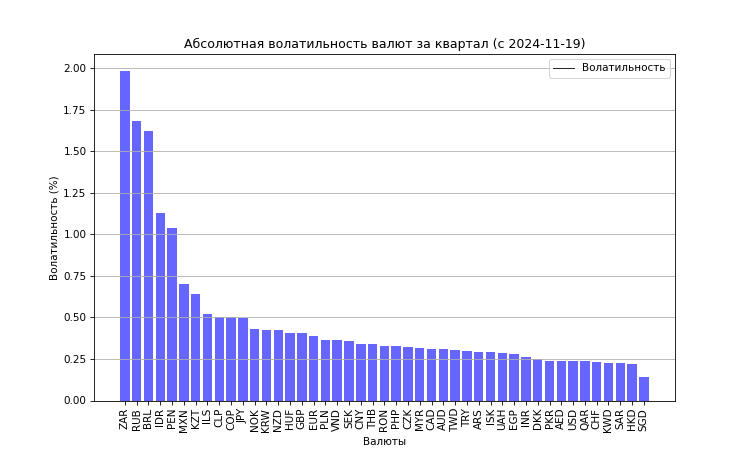 Абсолютная волатильность валют за квартал (с 2024-11-19)
Волатильность
Волатильность (%)
2.00
1.75
1.50
1.25
1.00
0.75
0.50
0.25
0.00
ZAR RUB BRL IDR PEN MXN KZT ILS CLP COP JPY NOK KRW NZD HUF GBP EUR PLN VND SEK CNY THB RON PHP CZK MYR CAD AUD TWD TRY ARS ISK UAH EGP INR DKK PKR AED USD QAR CHF KWD SAR HKD SGD
Валюты